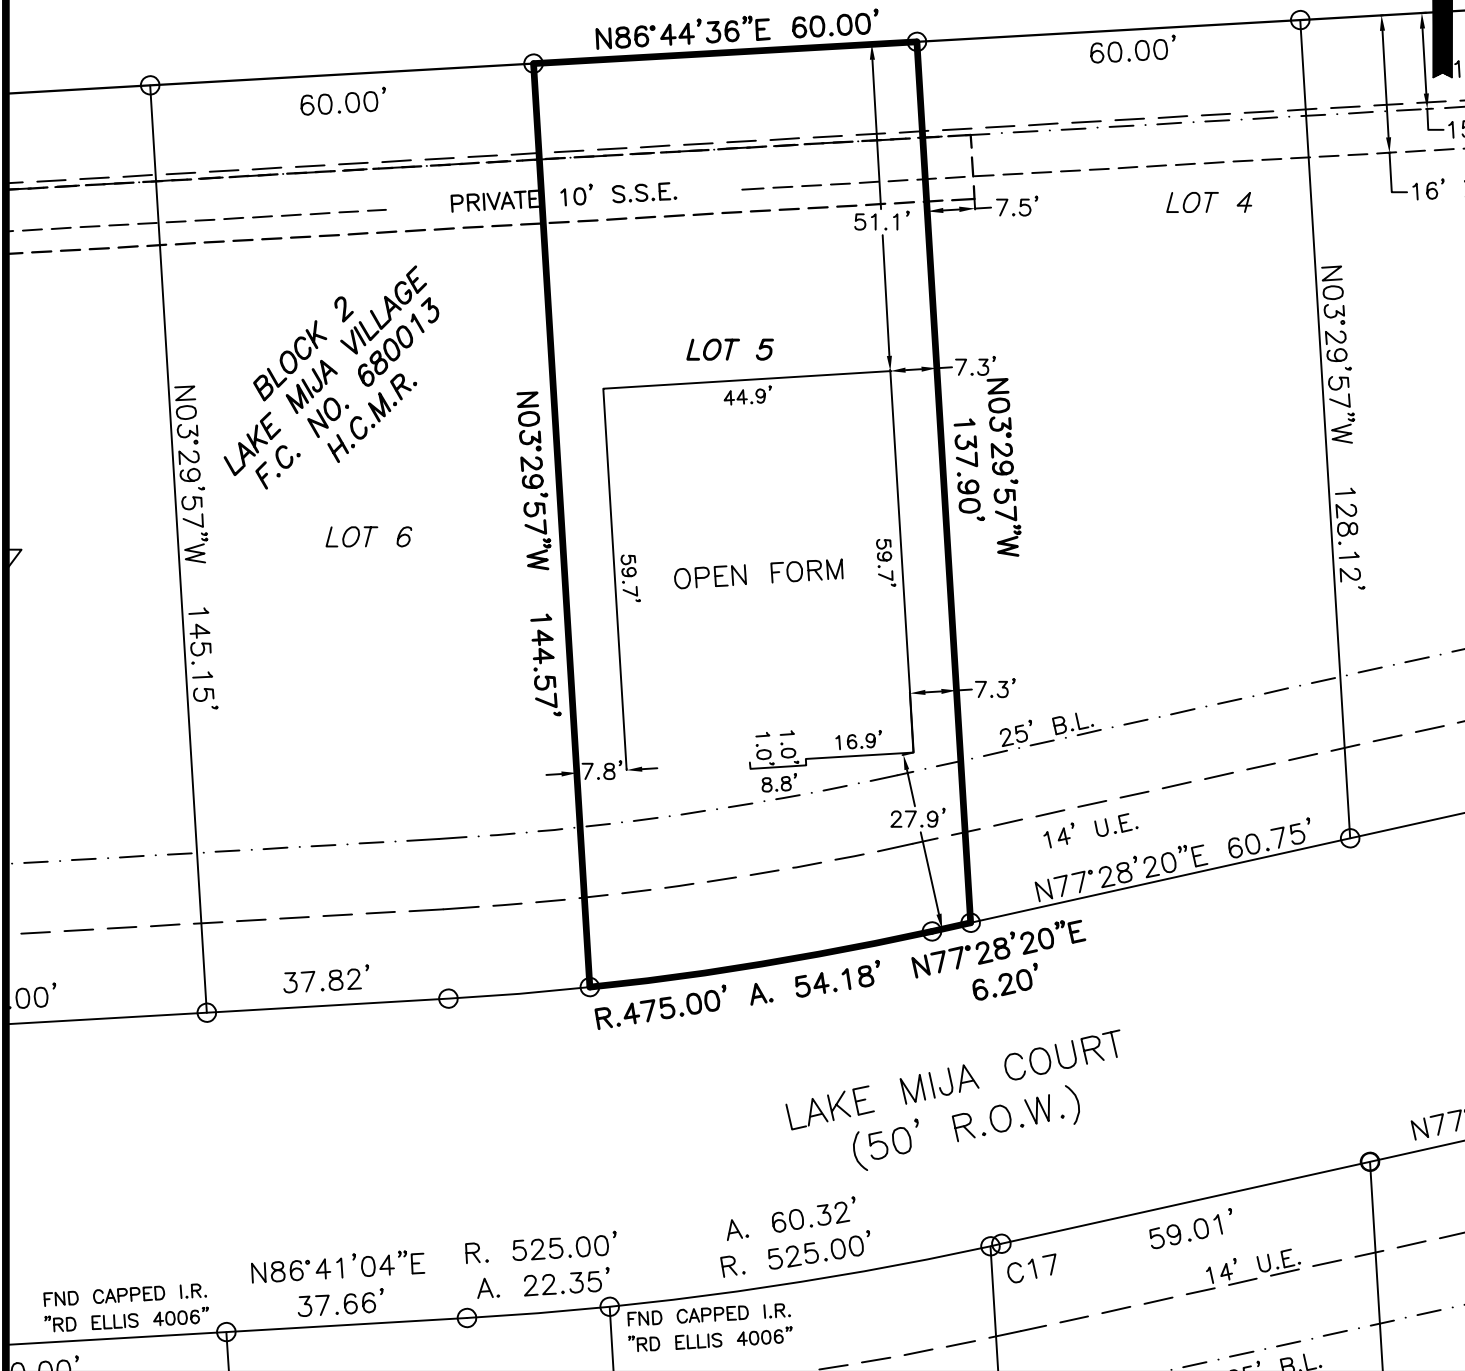 N86°44'36"E 60.00'
60.00'
60.00'
15
16'
PRIVATE 10' S.S.E.
51.1'
7.5'
LOT 4
BLOCK 2
LAKE MIJA VILLAGE
F.C. NO. 680013
H.C.M.R.
LOT 5
44.9'
7.3'
N03°29'57"W 145.15'
N03°29'57"W 144.57'
N03°29'57"W
137.90'
N03°29'57"W 128.12'
LOT 6
7
59.7'
OPEN FORM
59.7'
7.3'
25' B.L.
1.0'
1.0'
16.9'
7.8'
8.8'
27.9'
14' U.E.
N77°28'20"E 60.75'
.00'
37.82'
R.475.00' A. 54.18'
N77°28'20"E
6.20'
LAKE MIJA COURT
(50' R.O.W.)
N77°
A. 60.32'
R. 525.00'
N86°41'04"E
37.66'
R. 525.00'
A. 22.35'
59.01'
C17
14' U.E.
FND CAPPED I.R.
"RD ELLIS 4006"
FND CAPPED I.R.
"RD ELLIS 4006"
0.00'
B.L.